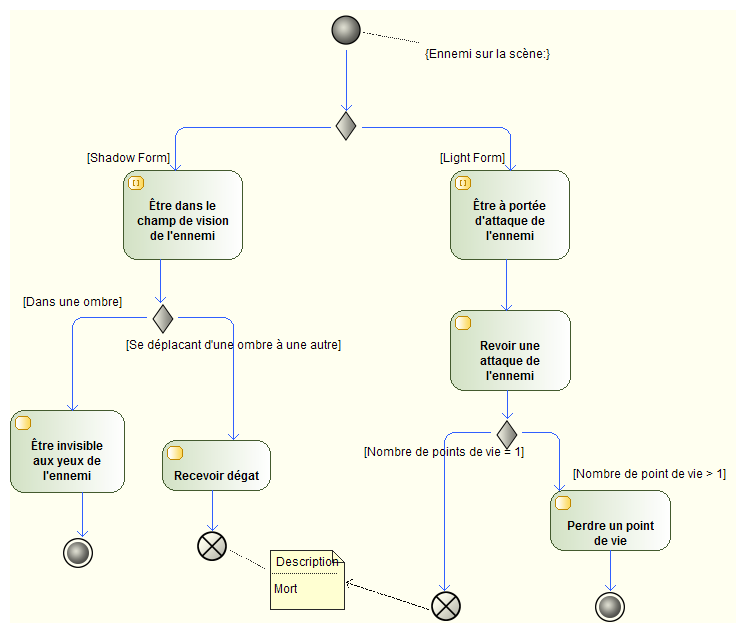 {Ennemi sur la scène:}
[Shadow Form]
[Light Form]
Être dans le
champ de vision
de l'ennemi
Être à portée
d'attaque de
l'ennemi
[Dans une ombre]
[Se déplacant d'une ombre à une autre]
Revoir une
attaque de
l'ennemi
Être invisible
aux yeux de
l'ennemi
Recevoir dégat
[Nombre de points de vie = 1]
[Nombre de point de vie > 1]
Perdre un point
de vie
Description
Mort